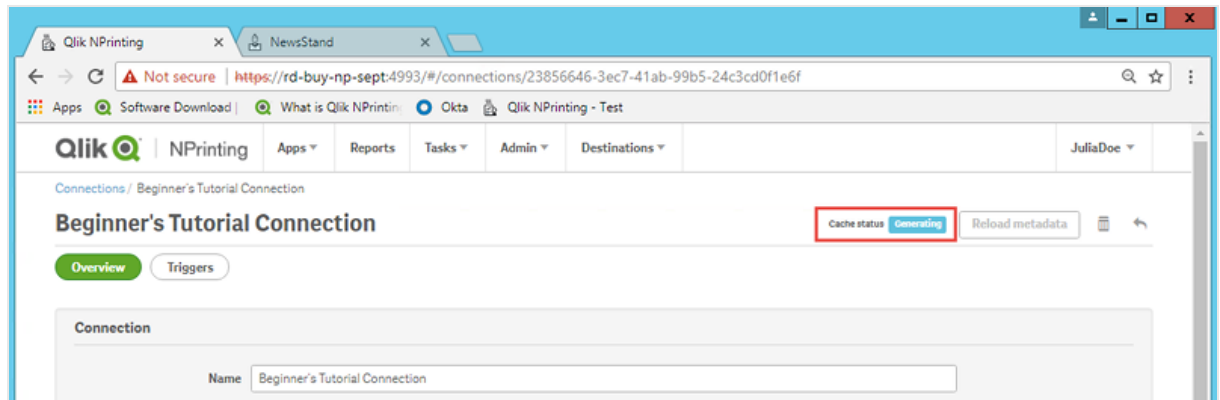 Qlik NPrinting
NewsStand
Not secure | https://rd-buy-np-sept:4993/#/connections/23856646-3ec7-41ab-99b5-24c3cd0f1e6f
Apps Software Download | What is Qlik NPrintin Okta Qlik NPrinting - Test
Qlik NPrinting Apps Reports Tasks Admin Destinations JuliaDoe
Connections / Beginner's Tutorial Connection
Beginner's Tutorial Connection Cache status Generating Reload metadata
Overview Triggers
Connection
Name Beginner's Tutorial Connection